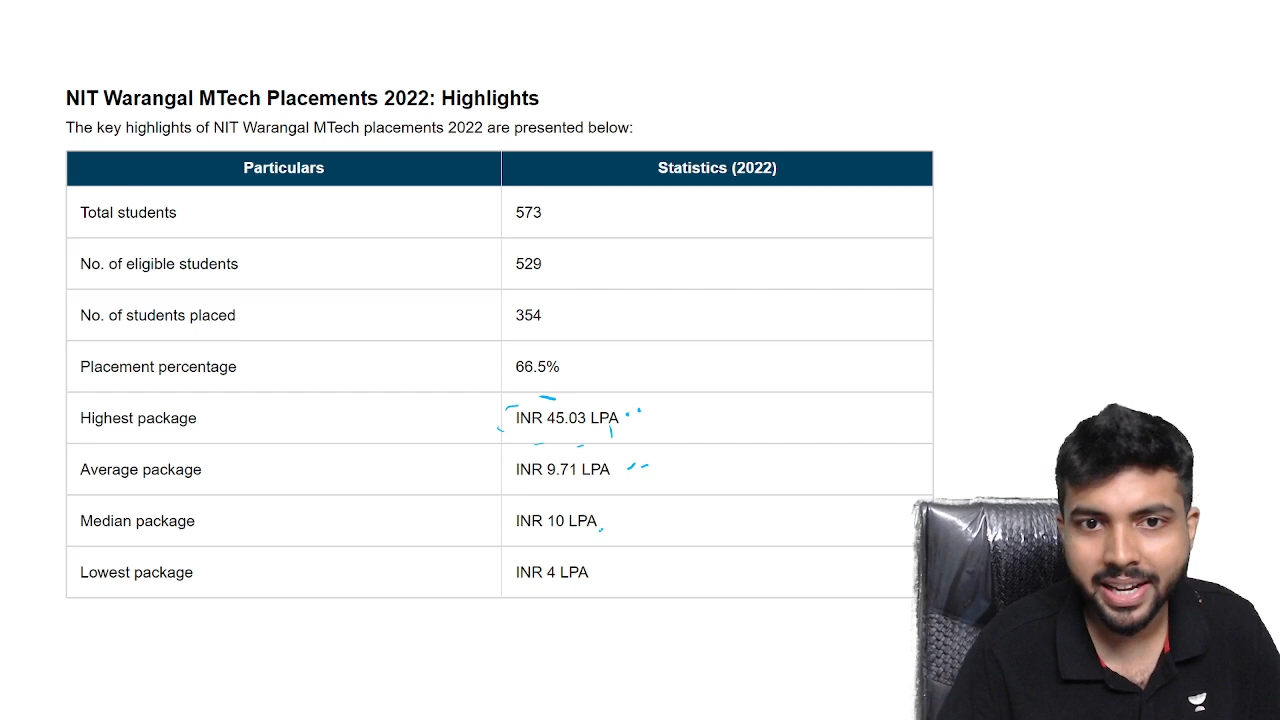 NIT Warangal MTech Placements 2022: Highlights
The key highlights of NIT Warangal MTech placements 2022 are presented below:
Particulars Statistics (2022)
Total students 573
No. of eligible students 529
No. of students placed 354
Placement percentage 66.5%
Highest package INR 45.03 LPA
Average package INR 9.71 LPA
Median package INR 10 LPA
Lowest package INR 4 LPA